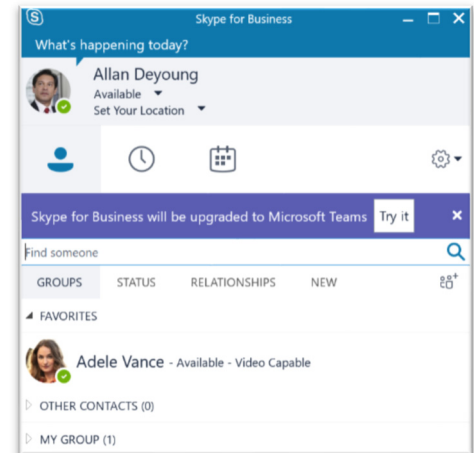 Skype for Business
What's happening today?
Allan Deyoung
Available
Set Your Location
Skype for Business will be upgraded to Microsoft Teams Try it
Find someone
GROUPS STATUS RELATIONSHIPS NEW
FAVORITES
Adele Vance - Available - Video Capable
OTHER CONTACTS (0)
MY GROUP (1)